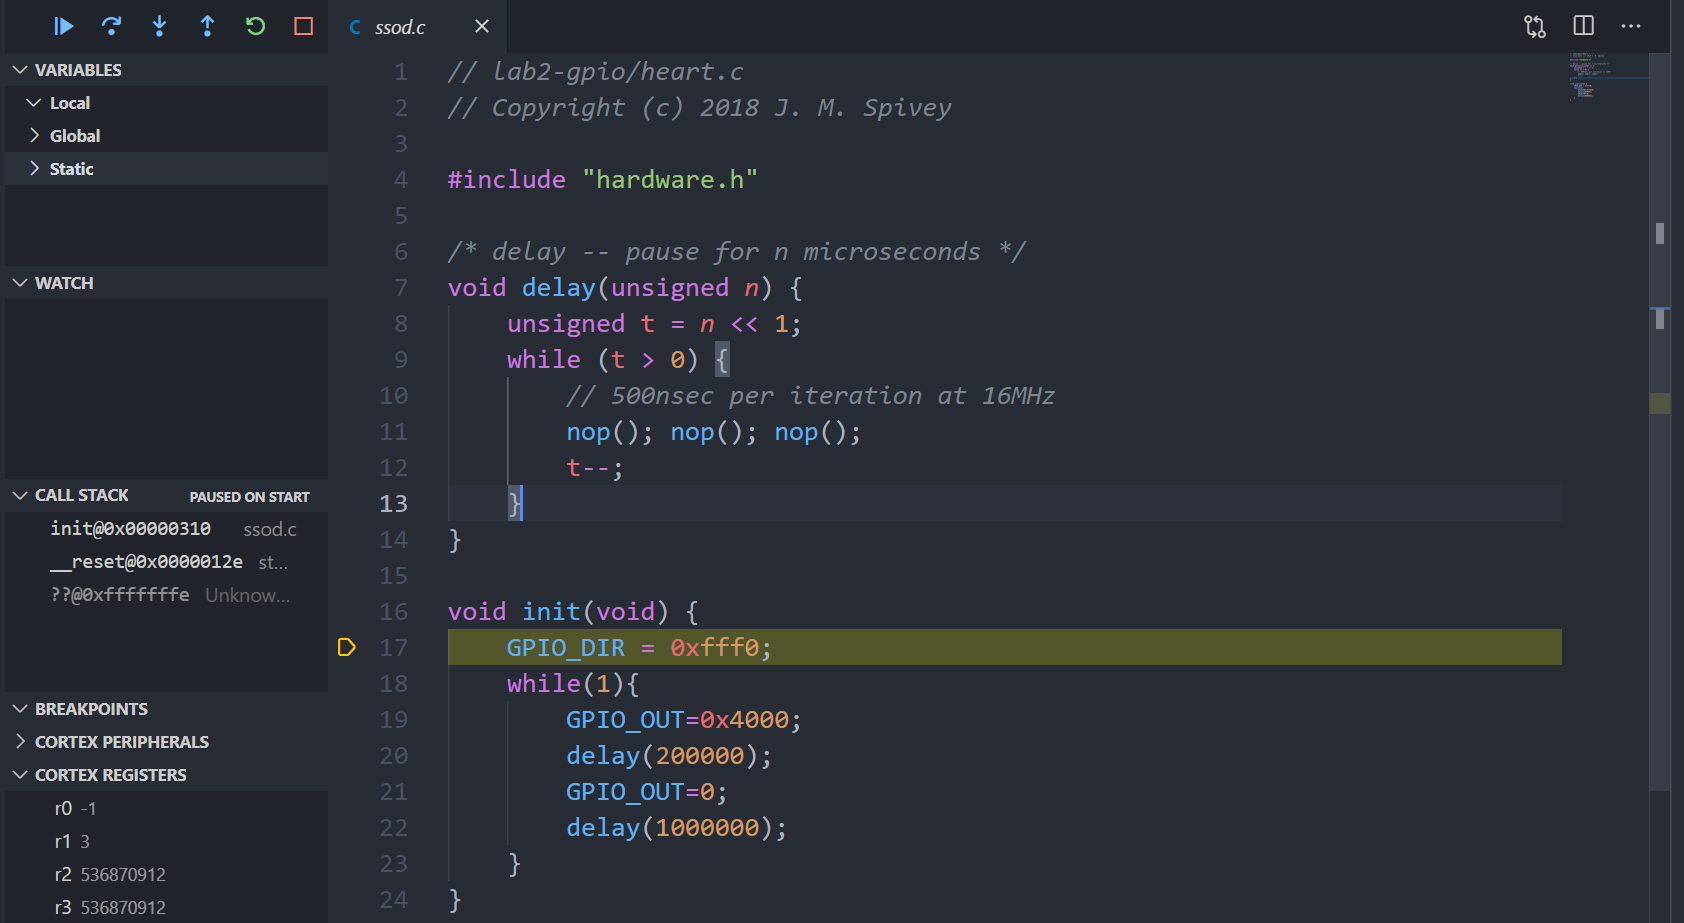 C ssod.c
VARIABLES
Local
Global
Static
WATCH
CALL STACK PAUSED ON START
init@0x00000310 ssod.c
__reset@0x0000012e st...
??@0xfffffffe Unknow...
BREAKPOINTS
CORTEX PERIPHERALS
CORTEX REGISTERS
r0 -1
r1 3
r2 536870912
r3 536870912
1 // lab2-gpio/heart.c
2 // Copyright (c) 2018 J. M. Spivey
3
4 #include "hardware.h"
5
6 /* delay -- pause for n microseconds */
7 void delay(unsigned n) {
8     unsigned t = n << 1;
9     while (t > 0) {
10         // 500nsec per iteration at 16MHz
11         nop(); nop(); nop();
12         t--;
13     }
14 }
15
16 void init(void) {
17     GPIO_DIR = 0xfff0;
18     while(1){
19         GPIO_OUT=0x4000;
20         delay(200000);
21         GPIO_OUT=0;
22         delay(1000000);
23     }
24 }